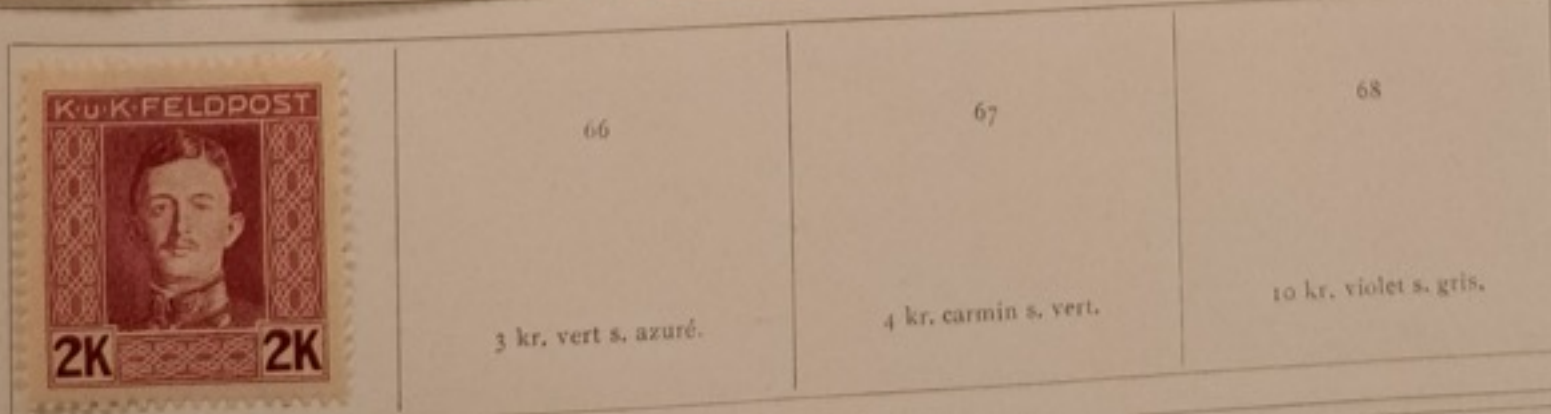 K·u·K·FELDPOST
2K 2K
66
3 kr. vert s. azuré.
67
4 kr. carmin s. vert.
68
10 kr. violet s. gris.